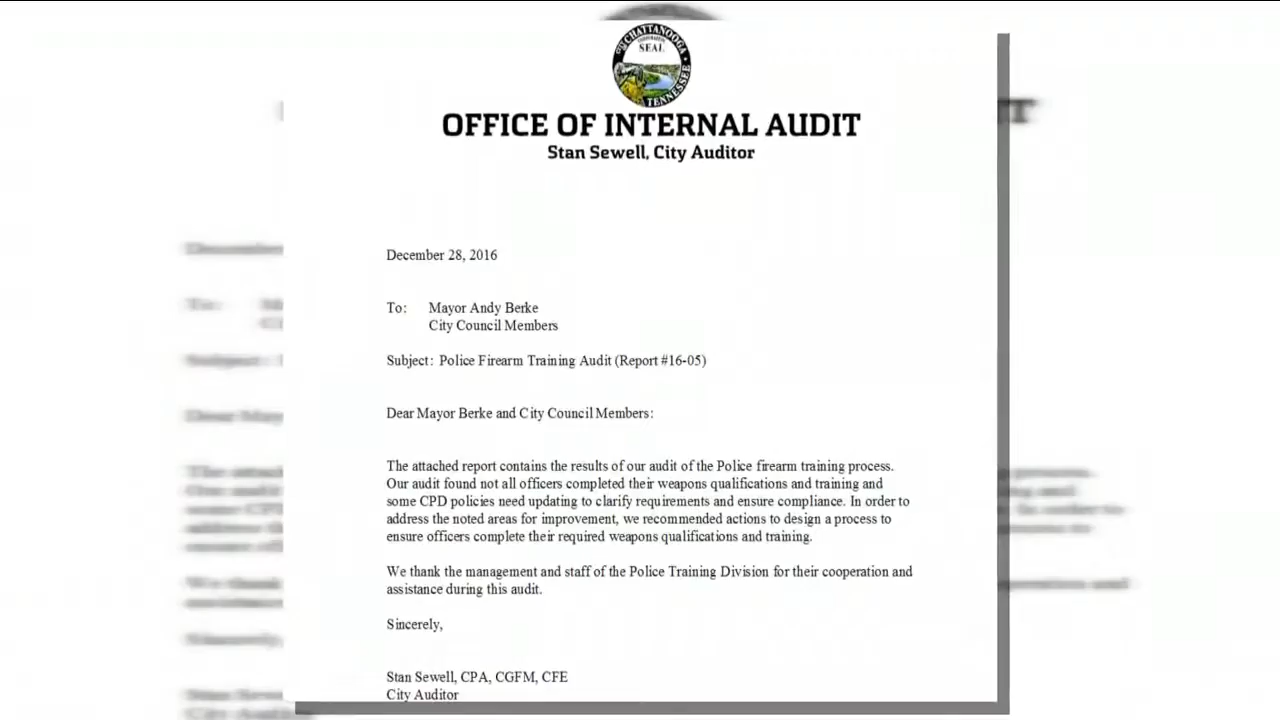 CHATTANOOGA
SEAL
TENNESSEE
OFFICE OF INTERNAL AUDIT
Stan Sewell, City Auditor
December 28, 2016
To: Mayor Andy Berke
City Council Members
Subject: Police Firearm Training Audit (Report #16-05)
Dear Mayor Berke and City Council Members:
The attached report contains the results of our audit of the Police firearm training process.
Our audit found not all officers completed their weapons qualifications and training and
some CPD policies need updating to clarify requirements and ensure compliance. In order to
address the noted areas for improvement, we recommended actions to design a process to
ensure officers complete their required weapons qualifications and training.
We thank the management and staff of the Police Training Division for their cooperation and
assistance during this audit.
Sincerely,
Stan Sewell, CPA, CGFM, CFE
City Auditor